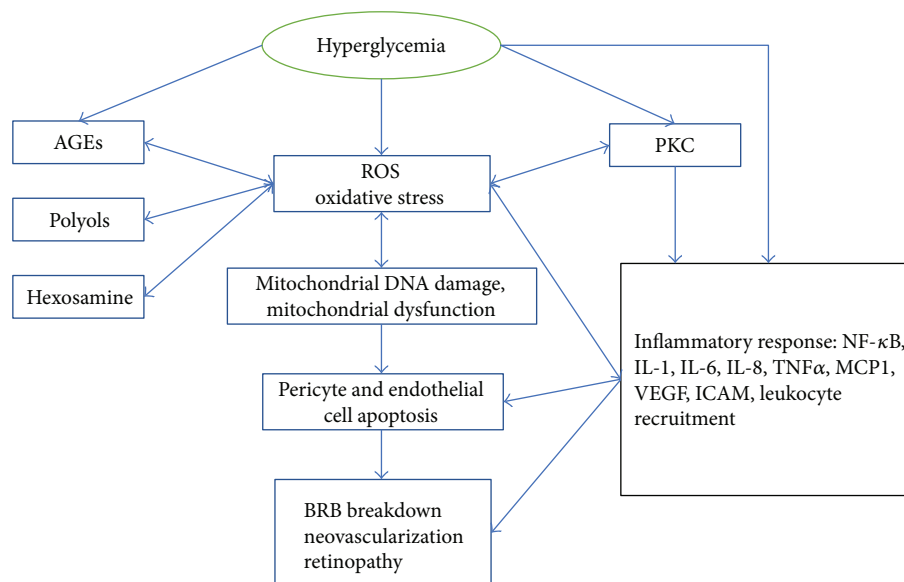 Hyperglycemia
AGEs
PKC
ROS
oxidative stress
Polyols
Hexosamine
Mitochondrial DNA damage,
mitochondrial dysfunction
Inflammatory response: NF-κB,
IL-1, IL-6, IL-8, TNFα, MCP1,
VEGF, ICAM, leukocyte
recruitment
Pericyte and endothelial
cell apoptosis
BRB breakdown
neovascularization
retinopathy